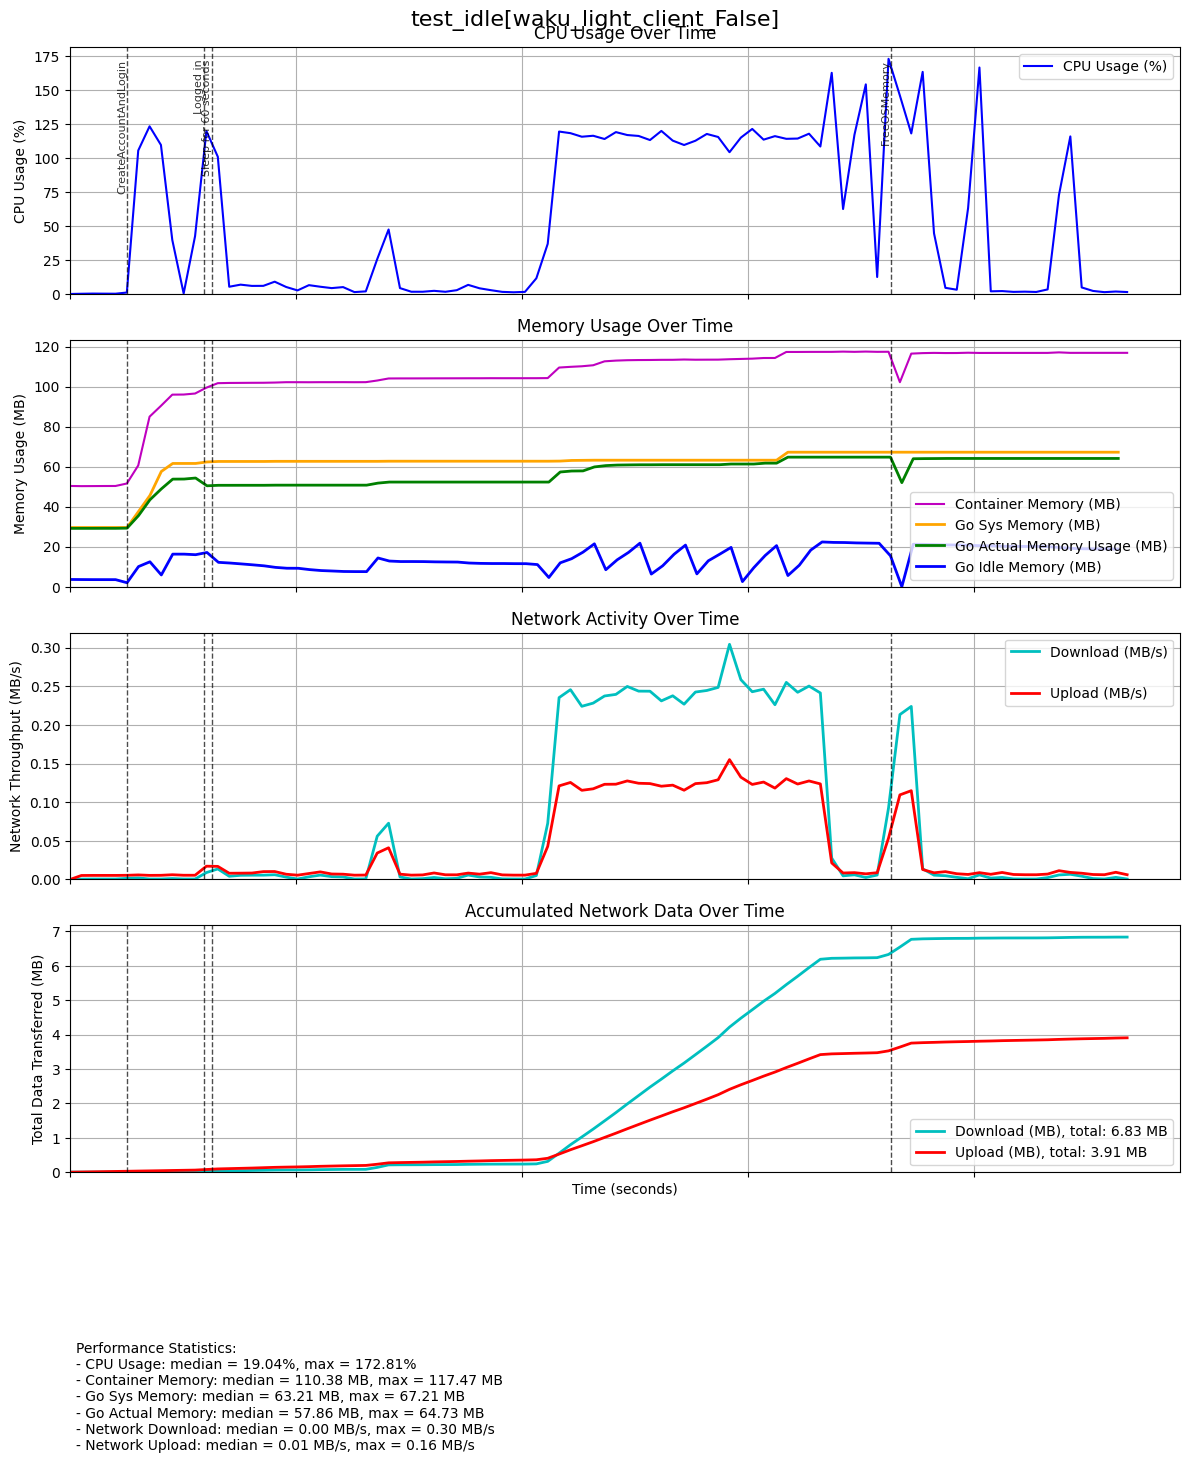 test_idle[waku_light_client_False]
CPU Usage Over Time
CPU Usage (%)
175
150
125
100
75
50
25
0
CreateAccountAndLogin
Logged in
Sleep for 60 seconds
FreeOSMemory
CPU Usage (%)
Memory Usage Over Time
Memory Usage (MB)
120
100
80
60
40
20
0
Container Memory (MB)
Go Sys Memory (MB)
Go Actual Memory Usage (MB)
Go Idle Memory (MB)
Network Activity Over Time
Network Throughput (MB/s)
0.30
0.25
0.20
0.15
0.10
0.05
0.00
Download (MB/s)
Upload (MB/s)
Accumulated Network Data Over Time
Total Data Transferred (MB)
7
6
5
4
3
2
1
0
Download (MB), total: 6.83 MB
Upload (MB), total: 3.91 MB
Time (seconds)
Performance Statistics:
- CPU Usage: median = 19.04%, max = 172.81%
- Container Memory: median = 110.38 MB, max = 117.47 MB
- Go Sys Memory: median = 63.21 MB, max = 67.21 MB
- Go Actual Memory: median = 57.86 MB, max = 64.73 MB
- Network Download: median = 0.00 MB/s, max = 0.30 MB/s
- Network Upload: median = 0.01 MB/s, max = 0.16 MB/s